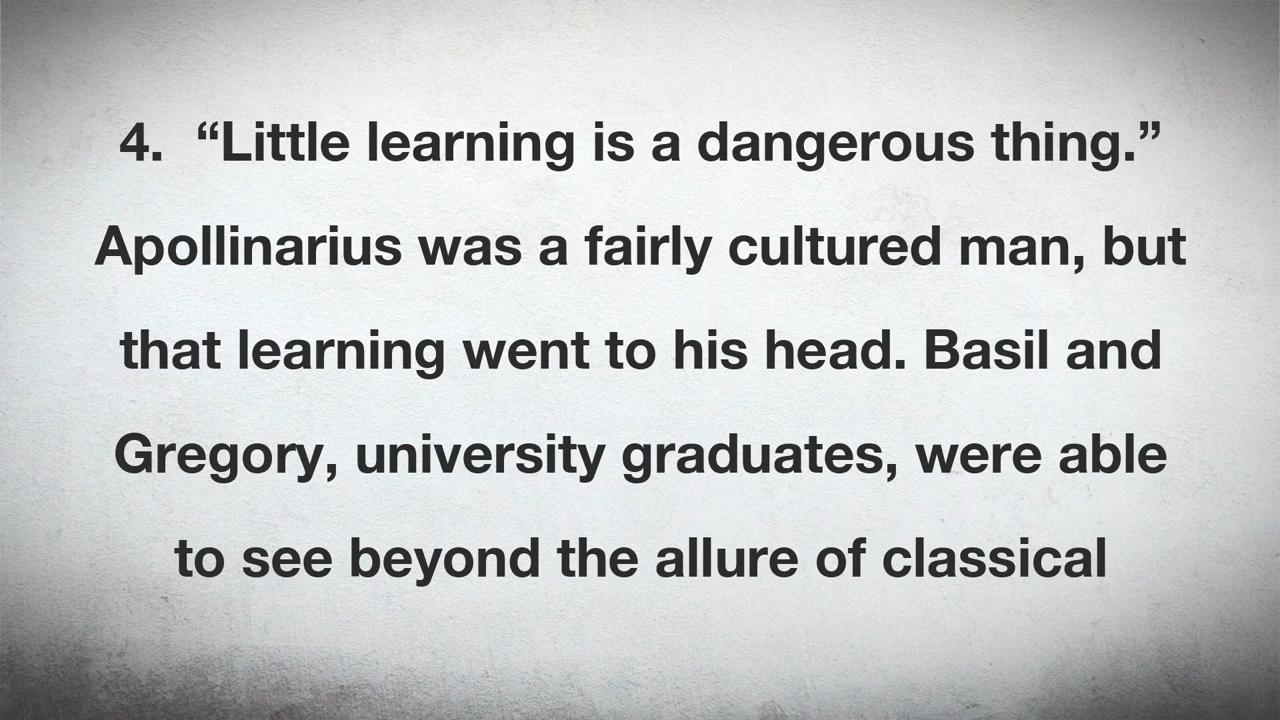 4.  “Little learning is a dangerous thing.”
Apollinarius was a fairly cultured man, but
that learning went to his head. Basil and
Gregory, university graduates, were able
to see beyond the allure of classical